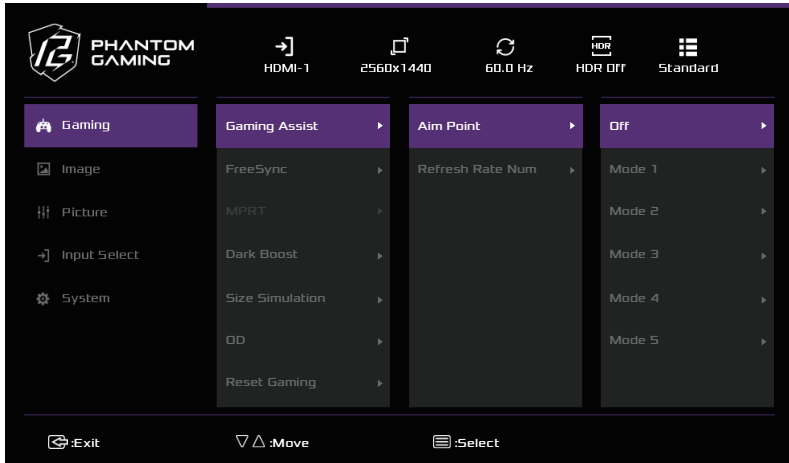 PHANTOM
GAMING
HDMI-1
2560x1440
60.0 Hz
HDR
HDR Off
Standard
Gaming
Image
Picture
Input Select
System
Gaming Assist
FreeSync
MPRT
Dark Boost
Size Simulation
OD
Reset Gaming
Aim Point
Refresh Rate Num
Off
Mode 1
Mode 2
Mode 3
Mode 4
Mode 5
:Exit
:Move
:Select